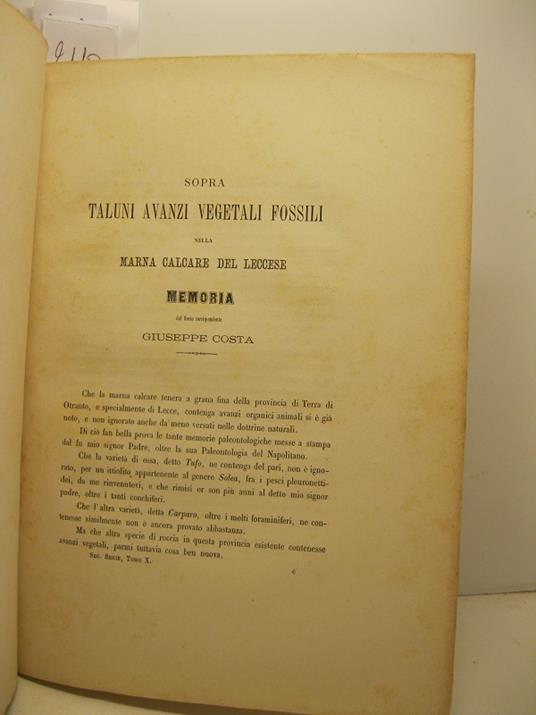 SOPRA
TALUNI AVANZI VEGETALI FOSSILI
NELLA
MARNA CALCARE DEL LECCESE
MEMORIA
del Socio corrispondente
GIUSEPPE COSTA
Che la marna calcare tenera a grana fina della provincia di Terra di
Otranto, e specialmente di Lecce, contenga avanzi organici animali si è già
noto, e non ignorato anche da' meno versati nelle dottrine naturali.
Di ciò fan bella prova le tante memorie paleontologiche messe a stampa
dal fu mio signor Padre, oltre la sua Paleontologia del Napolitano.
Che la varietà di essa, detto Tufo, ne contenga del pari, non è igno-
rato, per un ittiolito appartenente al genere Solea, fra i pesci pleuronetti-
dei, da me rinvenutovi, e che rimisi or son più anni al detto mio signor
padre, oltre i tanti conchiferi.
Che l'altra varietà, detta Carparo, oltre i molti foraminiferi, ne con-
tenesse similmente non è ancora provato abbastanza.
Ma che altra specie di roccia in questa provincia esistente contenesse
avanzi vegetali, parmi tuttavia cosa ben nuova.
SEC. SERIE, TOMO X.